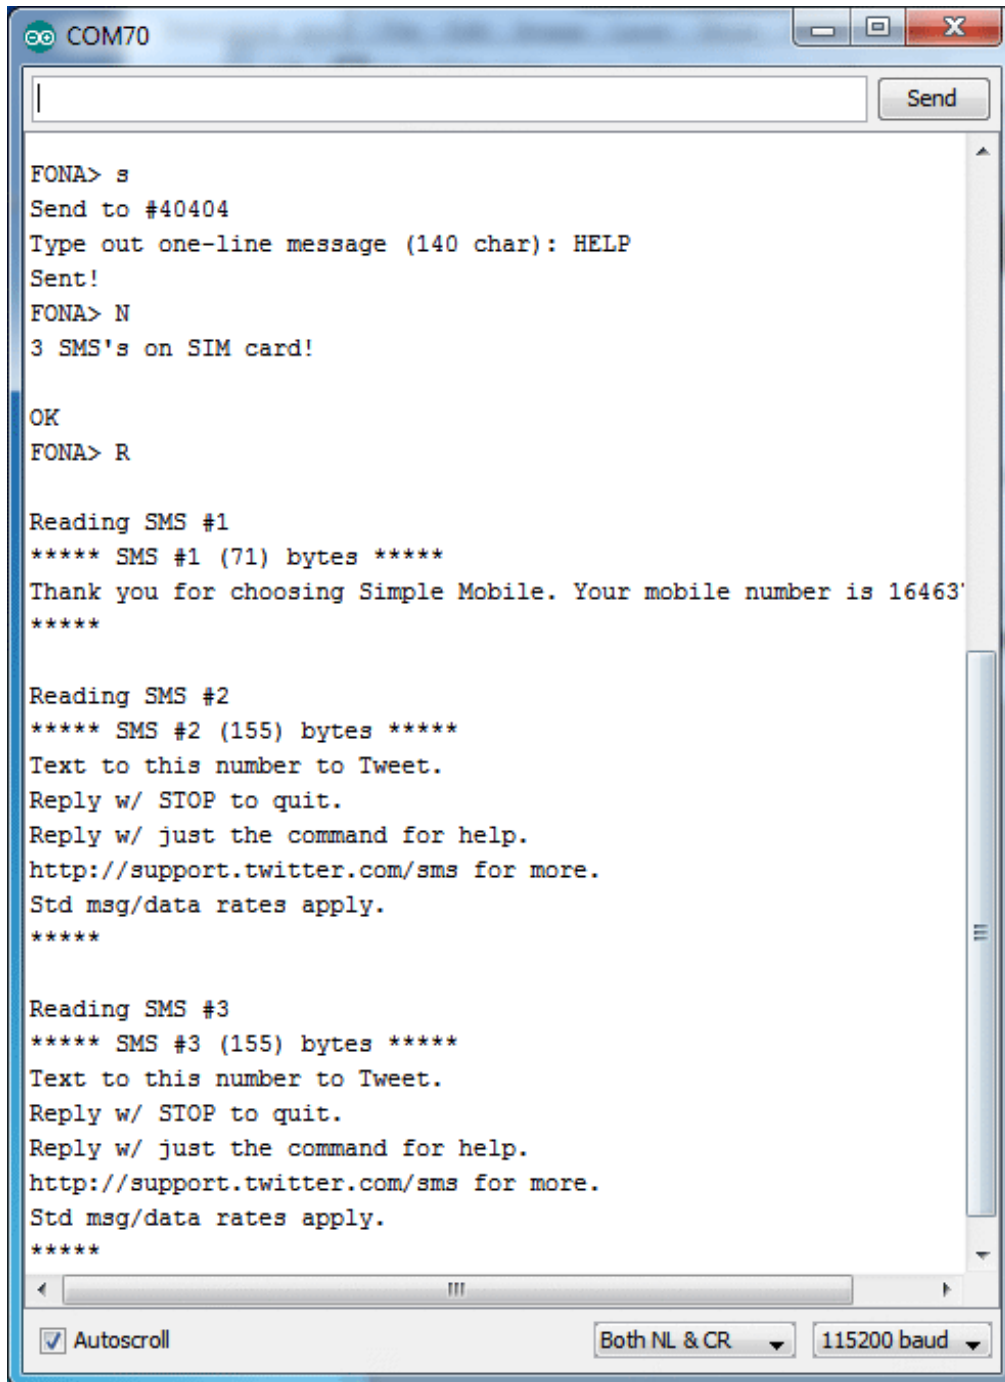 COM70
Send
FONA> s
Send to #40404
Type out one-line message (140 char): HELP
Sent!
FONA> N
3 SMS's on SIM card!
OK
FONA> R
Reading SMS #1
***** SMS #1 (71) bytes *****
Thank you for choosing Simple Mobile. Your mobile number is 16463
*****
Reading SMS #2
***** SMS #2 (155) bytes *****
Text to this number to Tweet.
Reply w/ STOP to quit.
Reply w/ just the command for help.
http://support.twitter.com/sms for more.
Std msg/data rates apply.
*****
Reading SMS #3
***** SMS #3 (155) bytes *****
Text to this number to Tweet.
Reply w/ STOP to quit.
Reply w/ just the command for help.
http://support.twitter.com/sms for more.
Std msg/data rates apply.
*****
Autoscroll
Both NL & CR
115200 baud